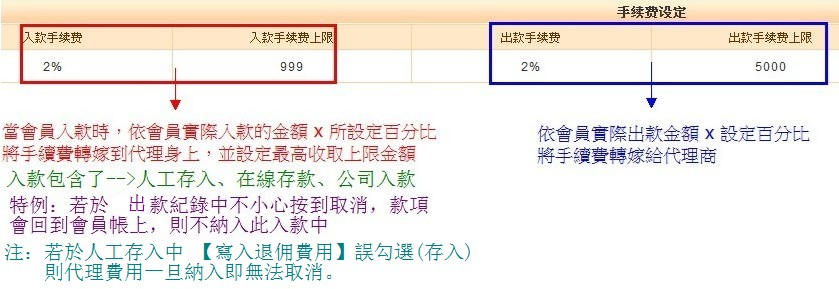 手续费设定
入款手续费 入款手续费上限 出款手续费 出款手续费上限
2% 999 2% 5000
當會員入款時，依會員實際入款的金額 x 所設定百分比
將手續費轉嫁到代理身上，並設定最高收取上限金額
入款包含了-->人工存入、在線存款、公司入款
特例：若於 出款紀錄中不小心按到取消，款項
會回到會員帳上，則不納入此入款中
注：若於人工存入中 【寫入退佣費用】誤勾選(存入)
則代理費用一旦納入即無法取消。
依會員實際出款金額 x 設定百分比
將手續費轉嫁給代理商